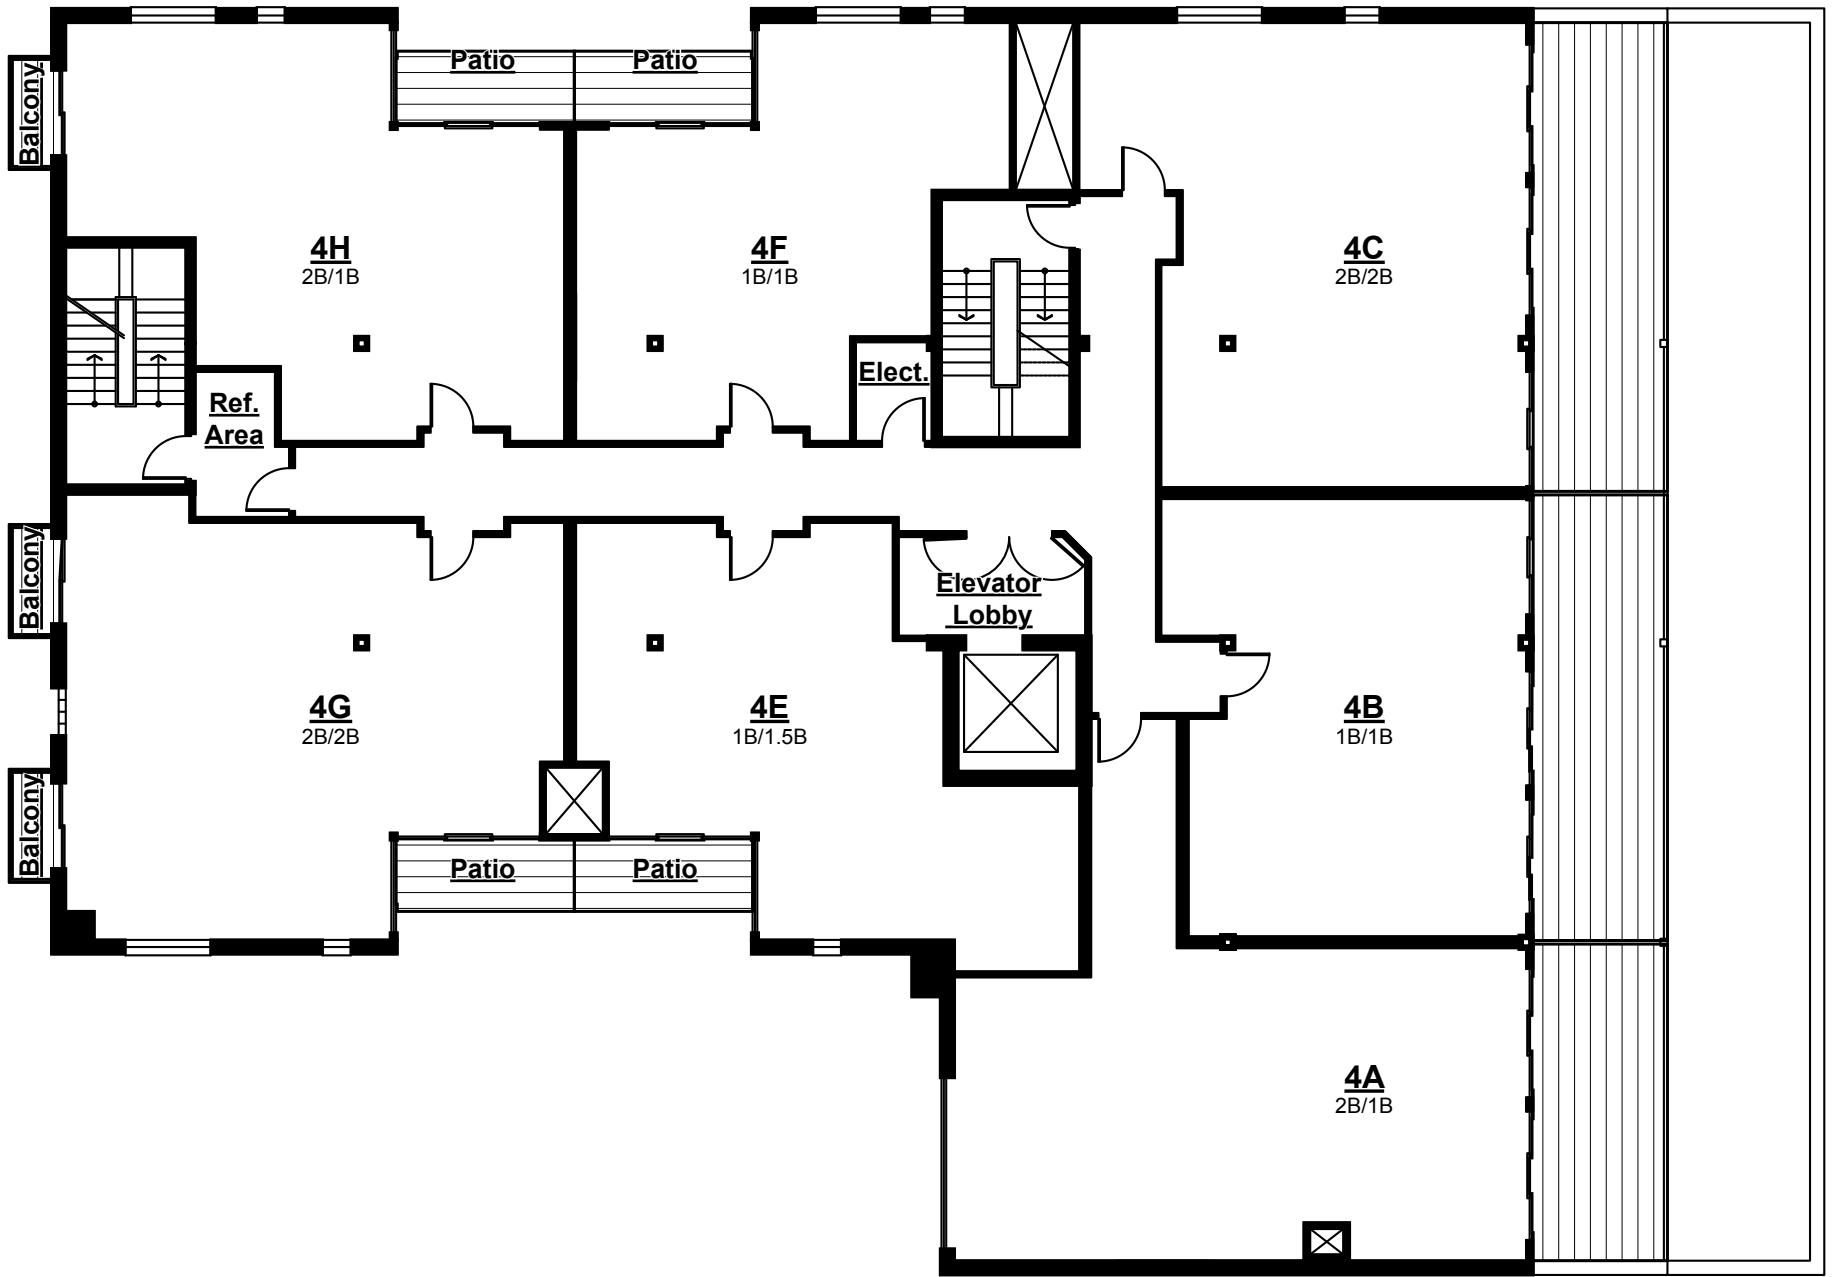 Patio
Patio
Balcony
4H
2B/1B
4F
1B/1B
4C
2B/2B
Elect.
Ref.
Area
Balcony
Elevator
Lobby
4G
2B/2B
4E
1B/1.5B
4B
1B/1B
Balcony
Patio
Patio
4A
2B/1B